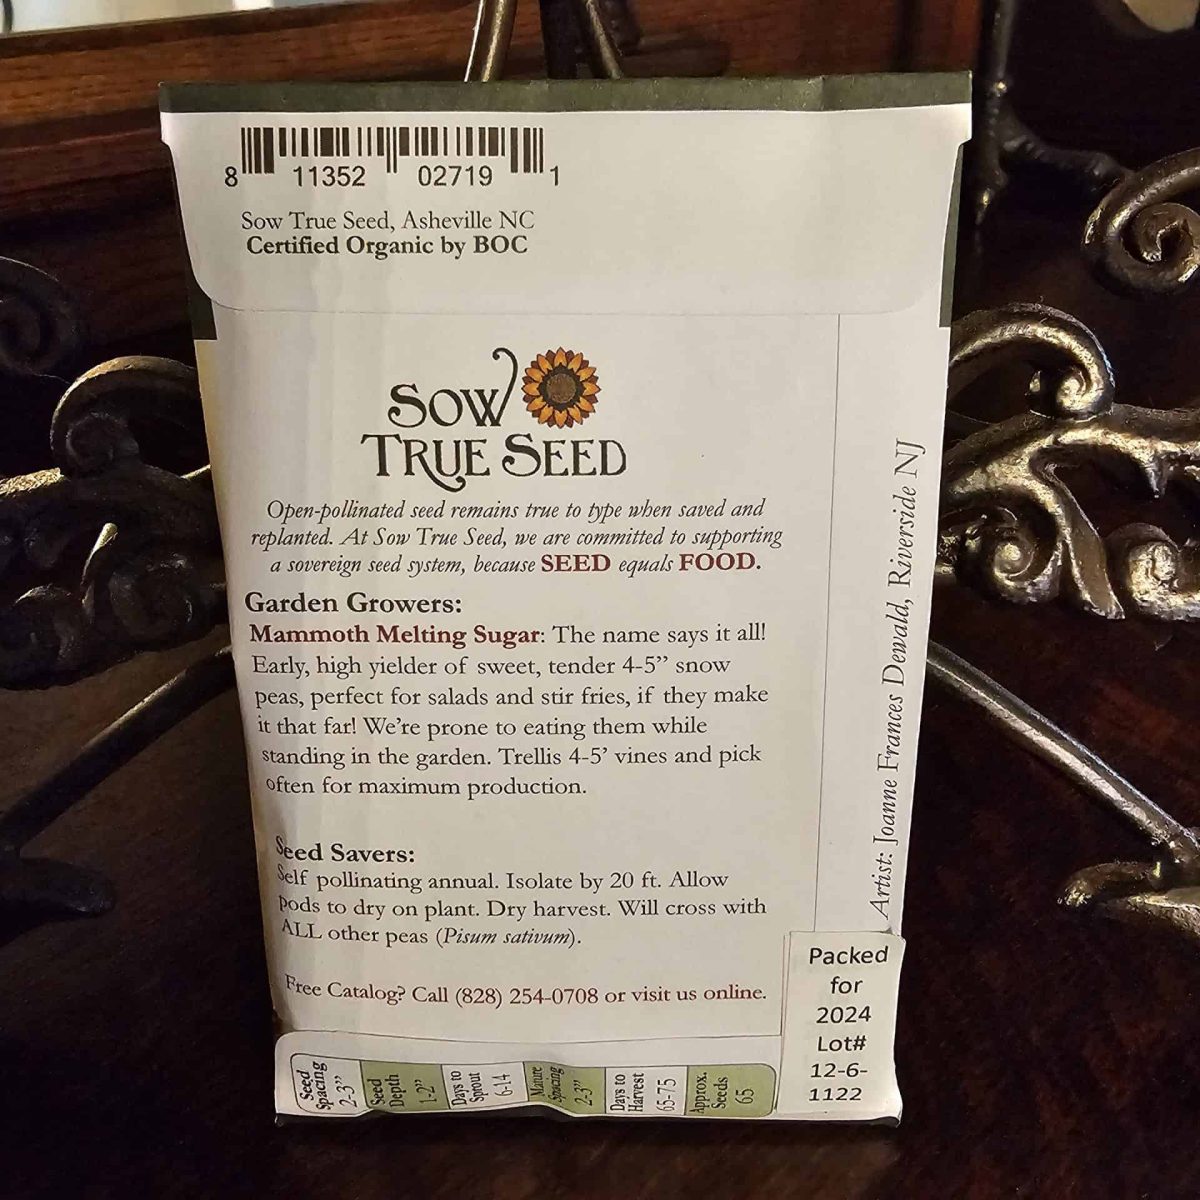 8 11352 02719 1
Sow True Seed, Asheville NC
Certified Organic by BOC
SOW
TRUE SEED
Open-pollinated seed remains true to type when saved and
replanted. At Sow True Seed, we are committed to supporting
a sovereign seed system, because SEED equals FOOD.
Garden Growers:
Mammoth Melting Sugar: The name says it all!
Early, high yielder of sweet, tender 4-5” snow
peas, perfect for salads and stir fries, if they make
it that far! We’re prone to eating them while
standing in the garden. Trellis 4-5’ vines and pick
often for maximum production.
Seed Savers:
Self pollinating annual. Isolate by 20 ft. Allow
pods to dry on plant. Dry harvest. Will cross with
ALL other peas (Pisum sativum).
Free Catalog? Call (828) 254-0708 or visit us online.
Artist: Joanne Frances Dewald, Riverside NJ
Packed
for
2024
Lot#
12-6-
1122
Seed
Spacing
2-3”
Seed
Depth
1-2”
Days to
Sprout
6-14
Mature
Spacing
2-3”
Days to
Harvest
65-75
Approx.
Seeds
65